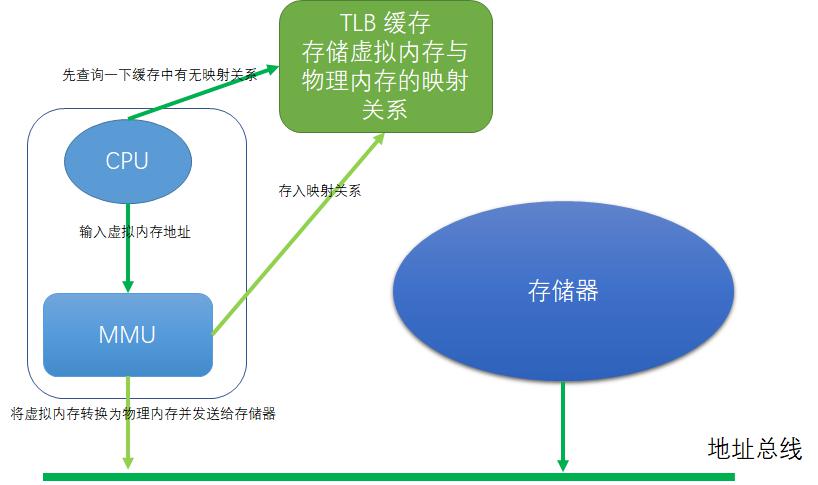 TLB 缓存
存储虚拟内存与
物理内存的映射
关系
先查询一下缓存中有无映射关系
CPU
存入映射关系
输入虚拟内存地址
存储器
MMU
将虚拟内存转换为物理内存并发送给存储器
地址总线